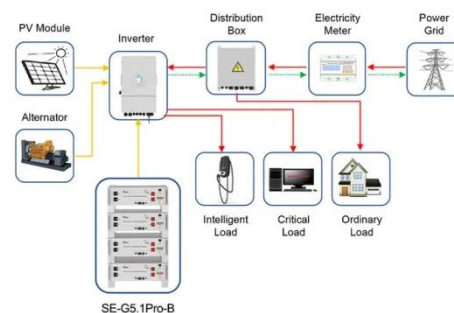 PV Module
Inverter
Distribution
Box
Electricity
Meter
Power
Grid
Alternator
Intelligent
Load
Critical
Load
Ordinary
Load
SE-G5.1Pro-B